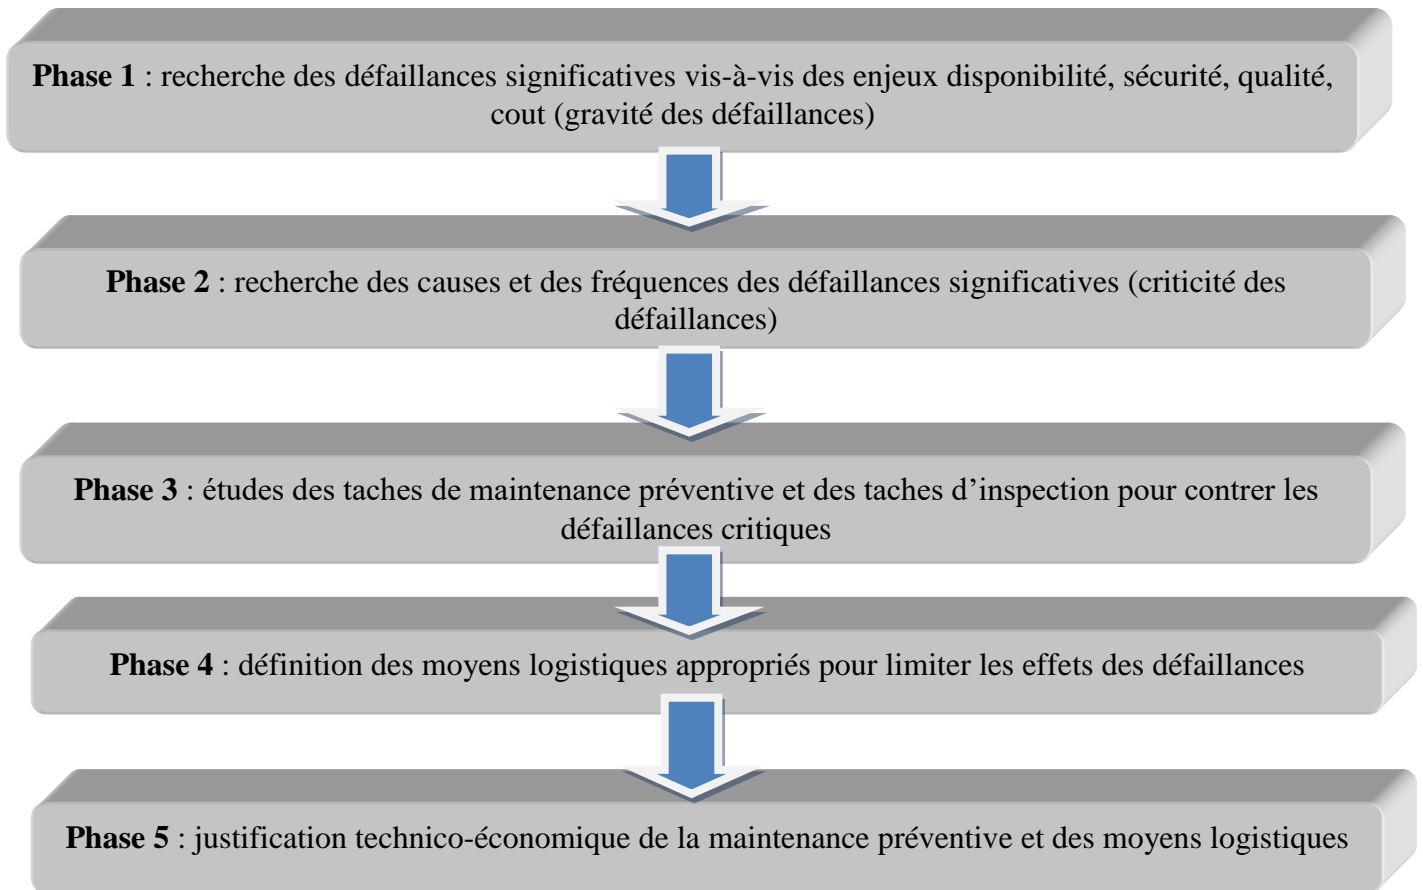 Phase 1 : recherche des défaillances significatives vis-à-vis des enjeux disponibilité, sécurité, qualité,
cout (gravité des défaillances)
Phase 2 : recherche des causes et des fréquences des défaillances significatives (criticité des
défaillances)
Phase 3 : études des taches de maintenance préventive et des taches d’inspection pour contrer les
défaillances critiques
Phase 4 : définition des moyens logistiques appropriés pour limiter les effets des défaillances
Phase 5 : justification technico-économique de la maintenance préventive et des moyens logistiques